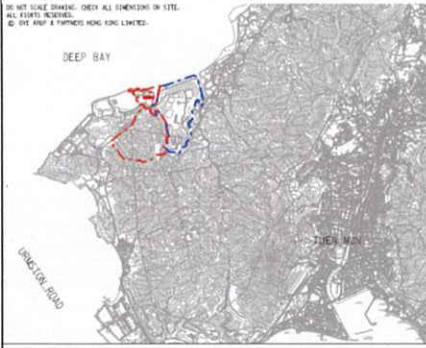 DO NOT SCALE DRAWING. CHECK ALL DIMENSIONS ON SITE.
ALL RIGHTS RESERVED.
© OVE ARUP & PARTNERS HONG KONG LIMITED.
DEEP BAY
TUEN MUN
URMSTON ROAD